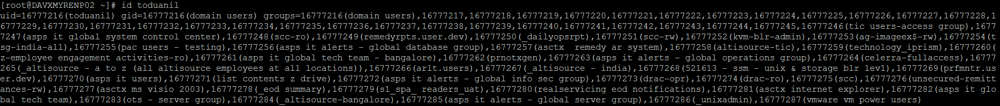 [root@DAVXMYRENP02 ~]# id toduanil
uid=16777216(toduanil) gid=16777216(domain users) groups=16777216(domain users),16777217,16777218,16777219,16777220,16777221,16777222,16777223,16777224,16777225,16777226,16777227,16777228,1
6777229,16777230,16777231,16777232,16777233,16777234,16777235,16777236,16777237,16777238,16777239,16777240,16777241,16777242,16777243,16777244,16777245,16777246(tic users-access group),1677
7247(asps it global system control center),16777248(scc-ro),16777249(remedyrpts.user.dev),16777250(_dailyopsrpt),16777251(scc-rw),16777252(kvm-blr-admin),16777253(ag-imageex$-rw),16777254(t
sg-india-all),16777255(pac users - testing),16777256(asps it alerts - global database group),16777257(asctx  remedy ar system),16777258(altisource-tic),16777259(technology_iprism),16777260(
z-employee engagement activities-ro),16777261(asps it global tech team - bangalore),16777262(prnotxgen),16777263(asps it alerts - global operations group),16777264(celerra-fullaccess),16777
265(_altisource - a to z (all altisource employees at all locations)),16777266(arlt.users),16777267(_altisource - india),16777268(521613 - ssm - unix & storage blr lev1),16777269(prfmntr.us
er.dev),16777270(asps it users),16777271(list contents z drive),16777272(asps it alerts - global info sec group),16777273(drac-opr),16777274(drac-ro),16777275(scc),16777276(unsecured-remitt
ances-rw),16777277(asctx ms visio 2003),16777278(_eod summary),16777279(sl_spa_ readers_uat),16777280(realservicing eod notifications),16777281(asctx internet explorer),16777282(asps it glo
bal tech team),16777283(ots - server group),16777284(_altisource-bangalore),16777285(asps it alerts - global server group),16777286(_unixadmin),16777287(vmware vm power users)